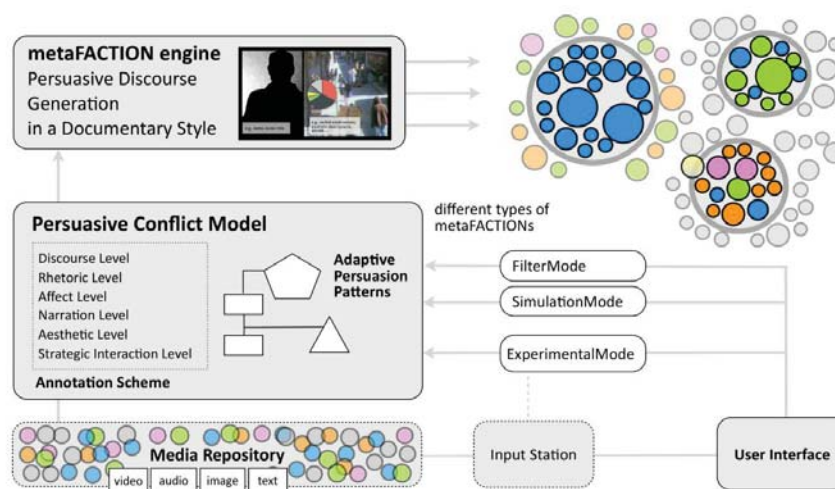 metaFACTION engine
Persuasive Discourse
Generation
in a Documentary Style
different types of
metaFACTIONs
Persuasive Conflict Model
Discourse Level
Rhetoric Level
Affect Level
Narration Level
Aesthetic Level
Strategic Interaction Level
Annotation Scheme
Adaptive
Persuasion
Patterns
FilterMode
SimulationMode
ExperimentalMode
Media Repository
video
audio
image
text
Input Station
User Interface